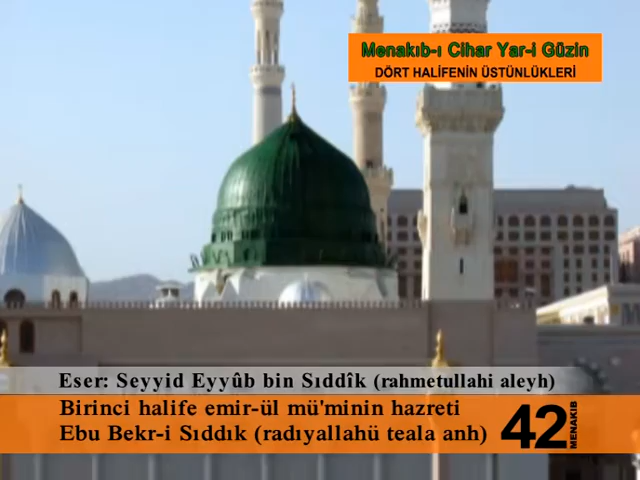 Menakıb-ı Cihar Yar-i Güzin
DÖRT HALİFENİN ÜSTÜNLÜKLERİ
Eser: Seyyid Eyyûb bin Sıddîk (rahmetullahi aleyh)
Birinci halife emir-ül mü'minin hazreti
Ebu Bekr-i Sıddık (radıyallahü teala anh)
42
MENAKIB